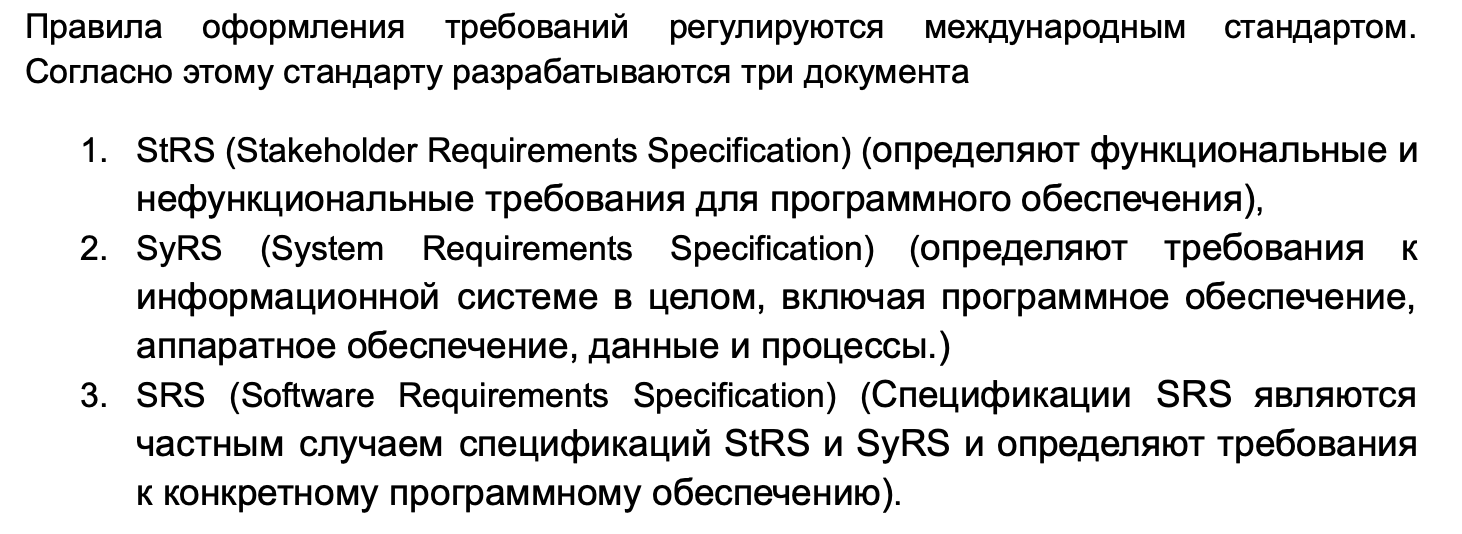 Правила оформления требований регулируются международным стандартом.
Согласно этому стандарту разрабатываются три документа
1. StRS (Stakeholder Requirements Specification) (определяют функциональные и
нефункциональные требования для программного обеспечения),
2. SyRS (System Requirements Specification) (определяют требования к
информационной системе в целом, включая программное обеспечение,
аппаратное обеспечение, данные и процессы.)
3. SRS (Software Requirements Specification) (Спецификации SRS являются
частным случаем спецификаций StRS и SyRS и определяют требования
к конкретному программному обеспечению).